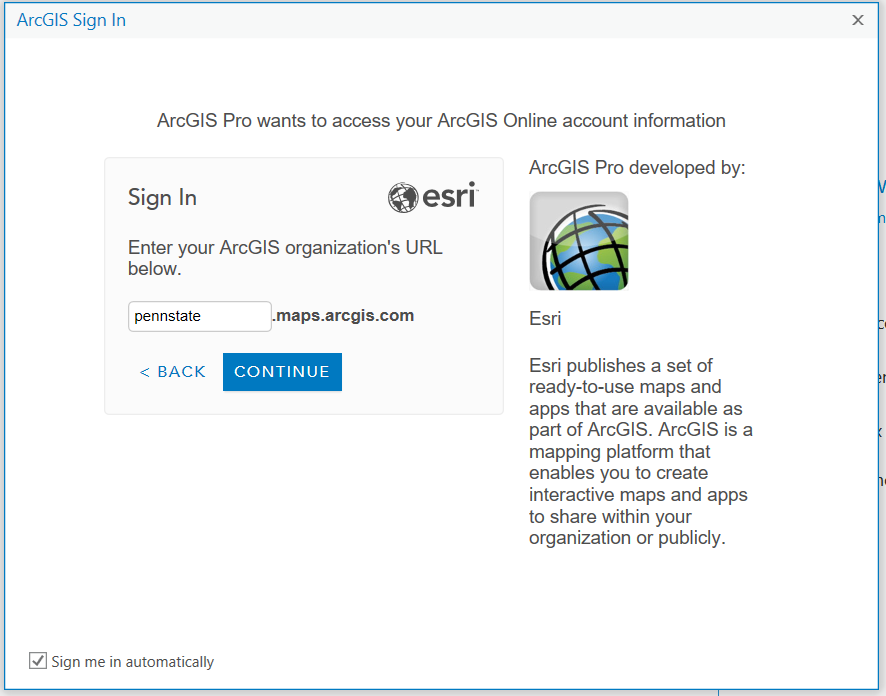 ArcGIS Sign In
ArcGIS Pro wants to access your ArcGIS Online account information
Sign In
esri
Enter your ArcGIS organization's URL
below.
pennstate.maps.arcgis.com
< BACK CONTINUE
ArcGIS Pro developed by:
Esri
Esri publishes a set of
ready-to-use maps and
apps that are available as
part of ArcGIS. ArcGIS is a
mapping platform that
enables you to create
interactive maps and apps
to share within your
organization or publicly.
Sign me in automatically